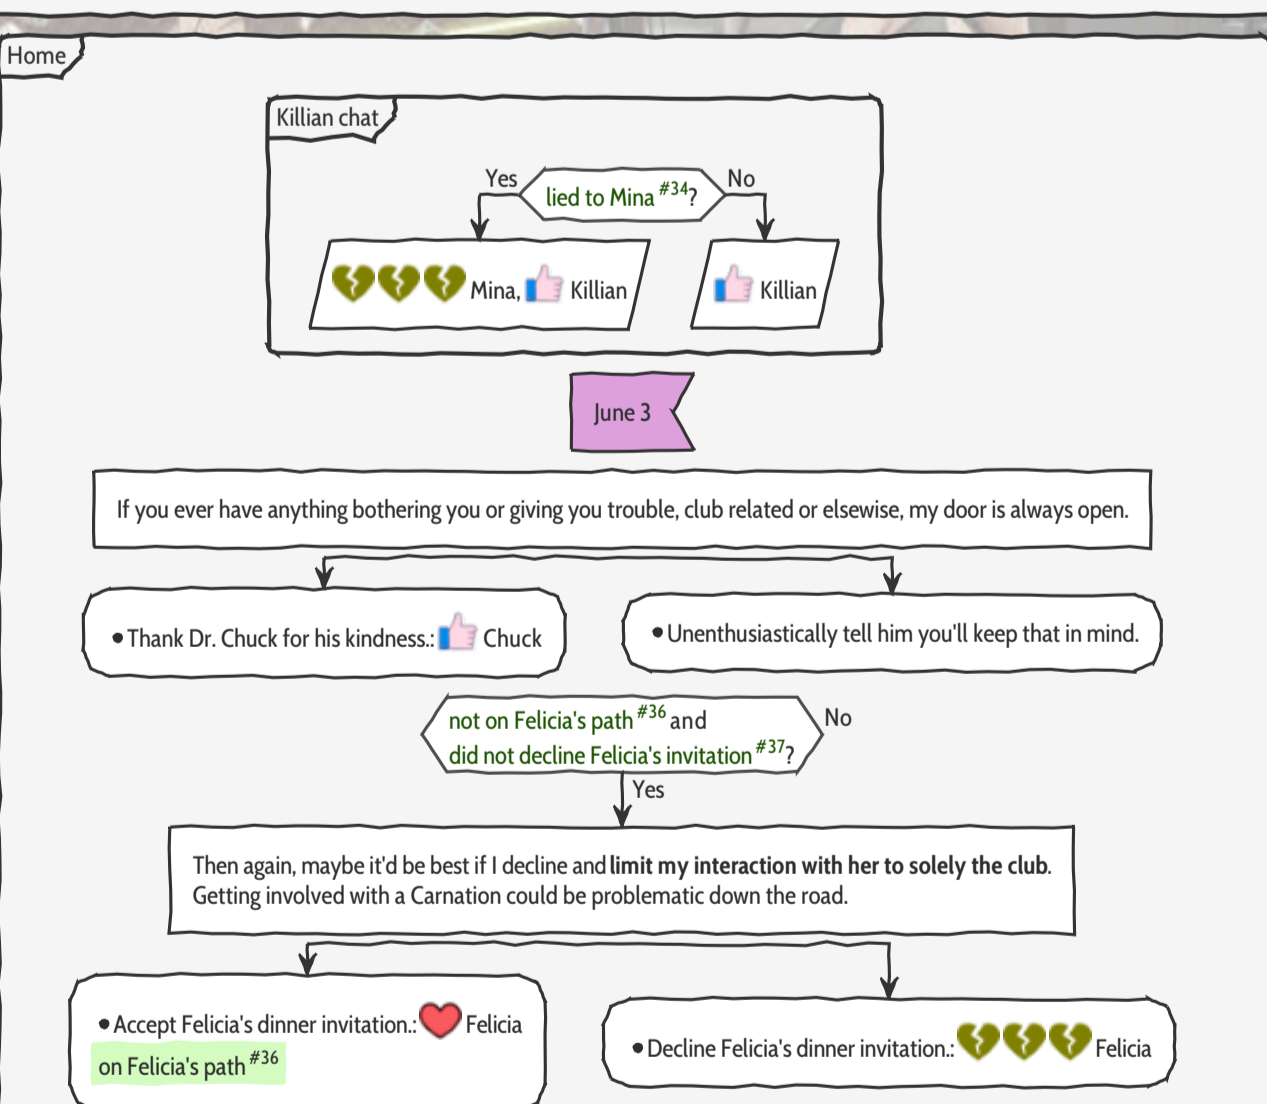 Home
Killian chat
Yes
lied to Mina #34?
No
Mina, Killian
Killian
June 3
If you ever have anything bothering you or giving you trouble, club related or elsewise, my door is always open.
•Thank Dr. Chuck for his kindness.: Chuck
•Unenthusiastically tell him you'll keep that in mind.
not on Felicia's path #36 and
did not decline Felicia's invitation #37?
No
Yes
Then again, maybe it'd be best if I decline and limit my interaction with her to solely the club.
Getting involved with a Carnation could be problematic down the road.
•Accept Felicia's dinner invitation.: Felicia
on Felicia's path #36
•Decline Felicia's dinner invitation.: Felicia